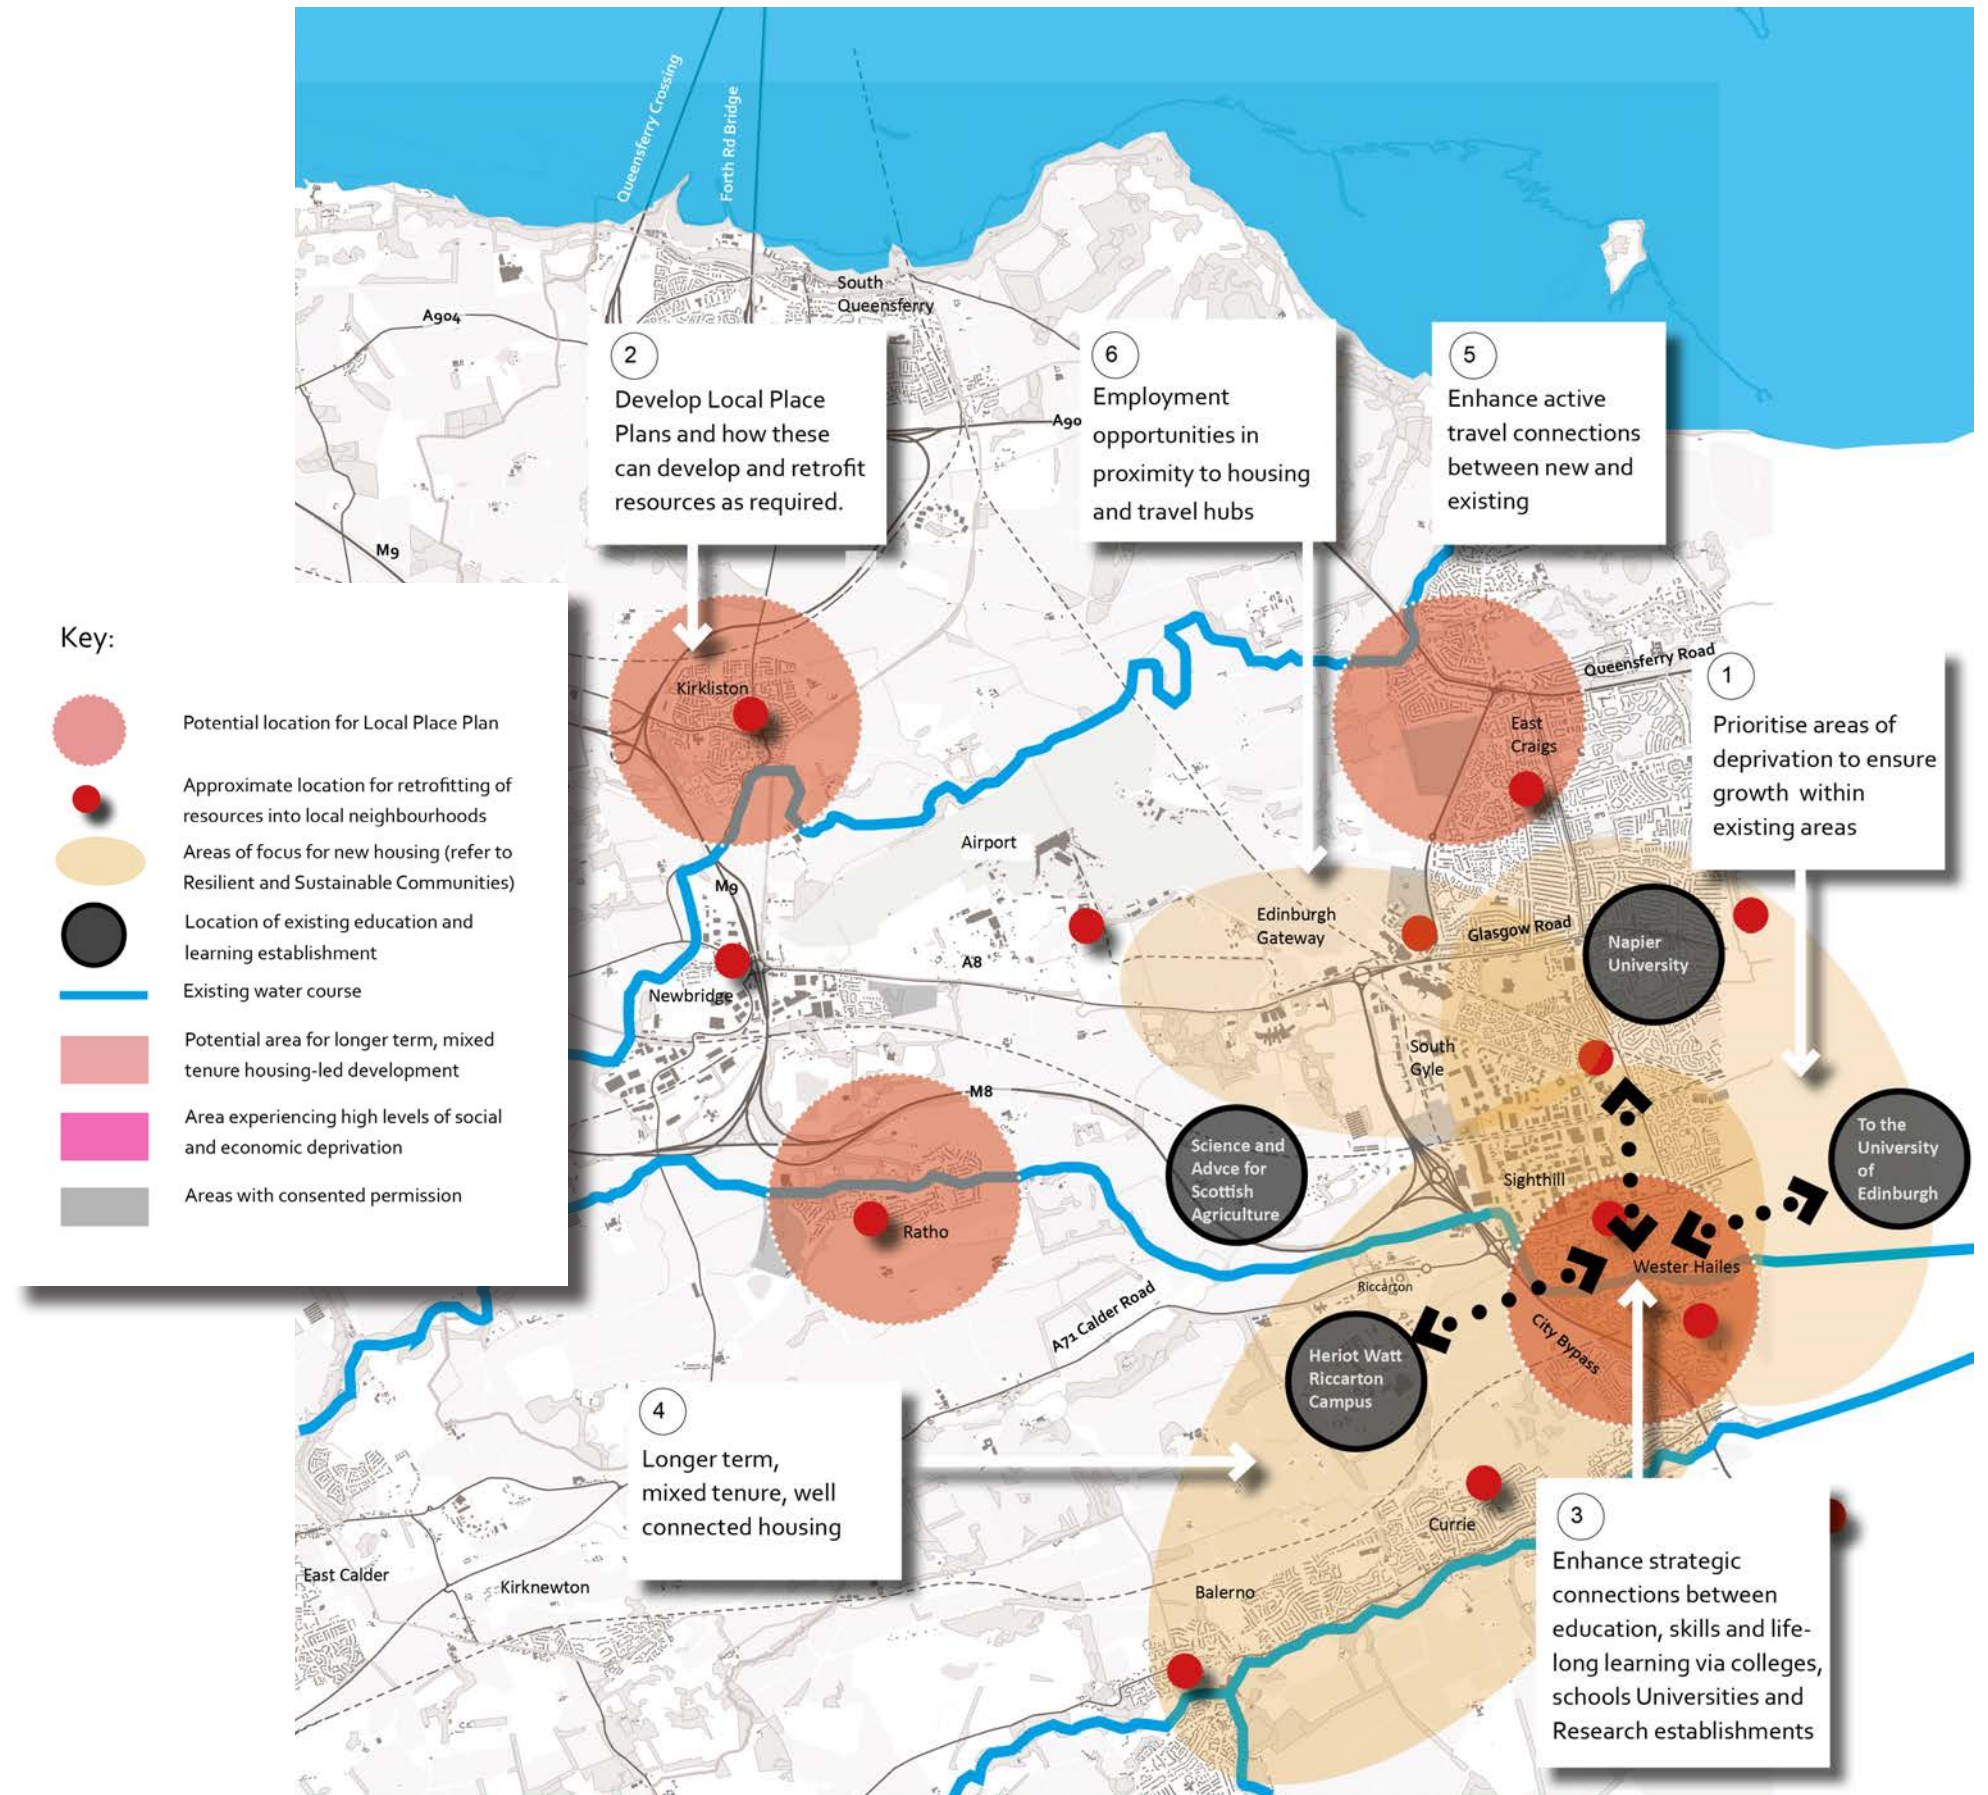 Queensferry Crossing
Forth Rd Bridge
South
Queensferry
A904
2
Develop Local Place
Plans and how these
can develop and retrofit
resources as required.
6
Employment
opportunities in
proximity to housing
and travel hubs
A90
5
Enhance active
travel connections
between new and
existing
M9
Key:
Potential location for Local Place Plan
Approximate location for retrofitting of
resources into local neighbourhoods
Areas of focus for new housing (refer to
Resilient and Sustainable Communities)
Location of existing education and
learning establishment
Existing water course
Potential area for longer term, mixed
tenure housing-led development
Area experiencing high levels of social
and economic deprivation
Areas with consented permission
Kirkliston
Queensferry Road
1
Prioritise areas of
deprivation to ensure
growth within
existing areas
East
Craigs
Airport
M9
Edinburgh
Gateway
Glasgow Road
Napier
University
A8
Newbridge
South
Gyle
M8
Science and
Advce for
Scottish
Agriculture
To the
University
of
Edinburgh
Sighthill
Ratho
Wester Hailes
Riccarton
A71 Calder Road
City Bypass
Heriot Watt
Riccarton
Campus
4
Longer term,
mixed tenure, well
connected housing
Currie
3
Enhance strategic
connections between
education, skills and life-
long learning via colleges,
schools Universities and
Research establishments
East Calder
Kirknewton
Balerno